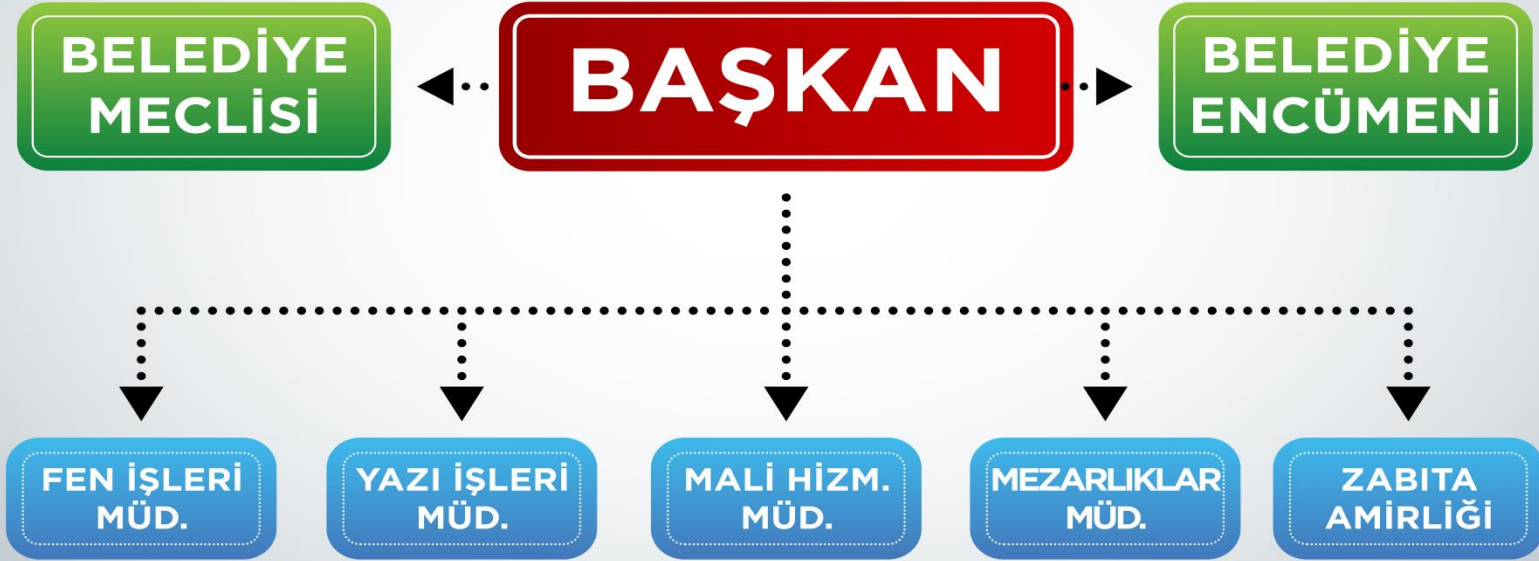 BELEDİYE
MECLİSİ
BAŞKAN
BELEDİYE
ENCÜMENİ
FEN İŞLERİ
MÜD.
YAZI İŞLERİ
MÜD.
MALİ HİZM.
MÜD.
MEZARLIKLAR
MÜD.
ZABITA
AMİRLİĞİ